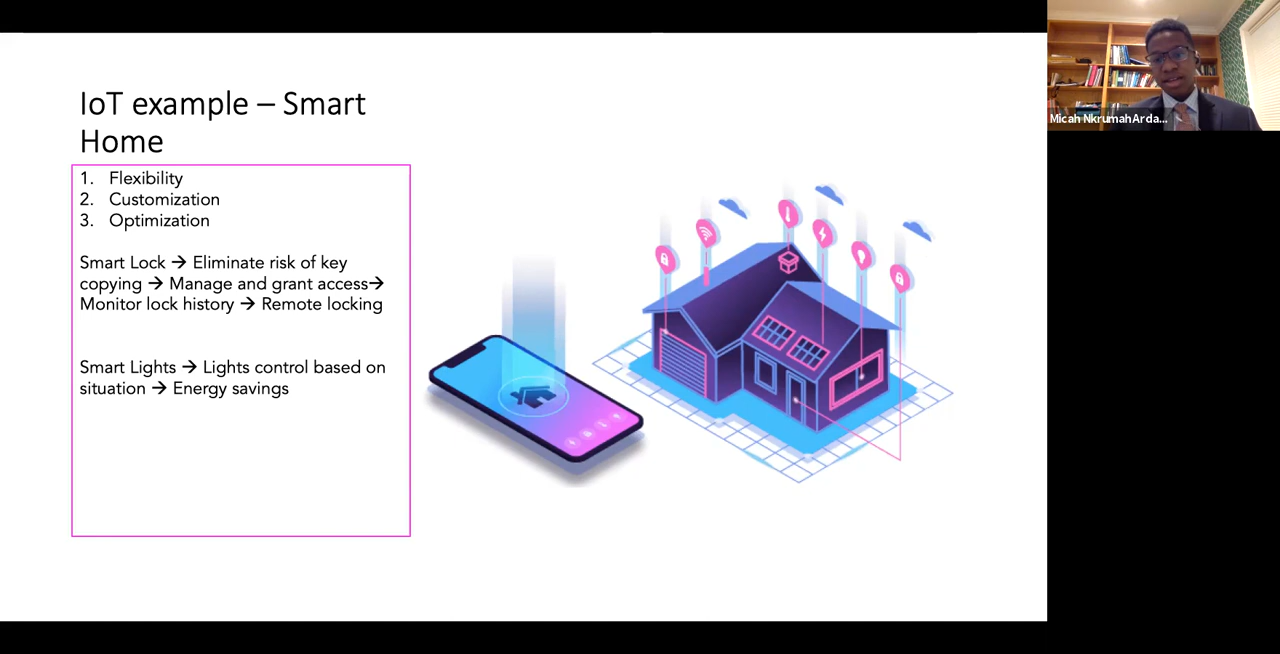 IoT example – Smart
Home
1. Flexibility
2. Customization
3. Optimization
Smart Lock → Eliminate risk of key
copying → Manage and grant access→
Monitor lock history → Remote locking
Smart Lights → Lights control based on
situation → Energy savings
Micah NkrumahArda...